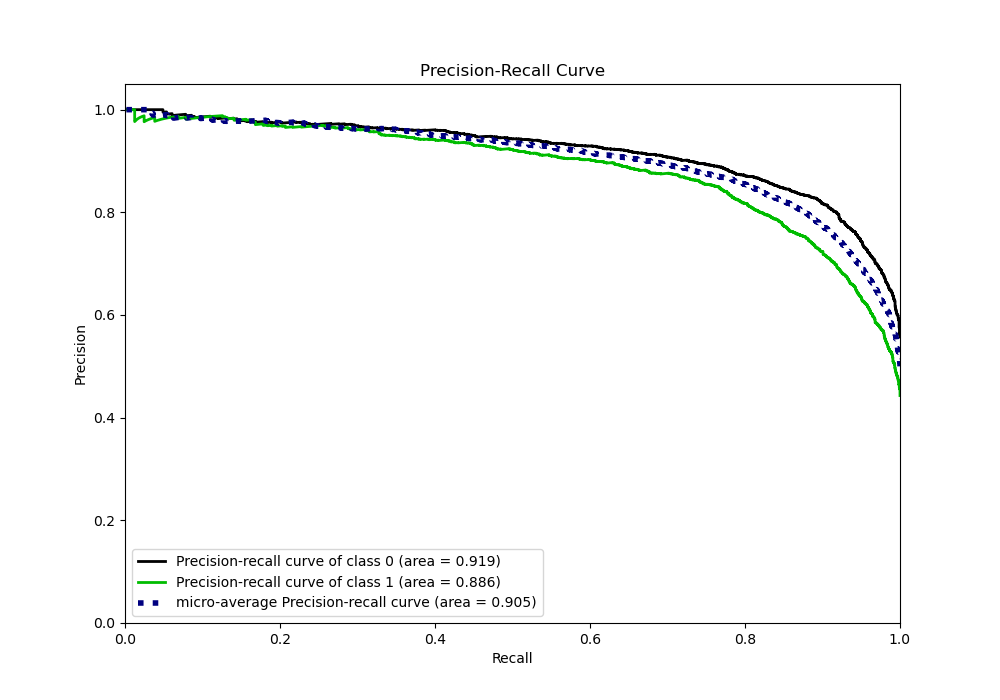 Precision-Recall Curve
1.0
0.8
0.6
0.4
0.2
0.0
Precision
Precision-recall curve of class 0 (area = 0.919)
Precision-recall curve of class 1 (area = 0.886)
micro-average Precision-recall curve (area = 0.905)
0.0 0.2 0.4 0.6 0.8 1.0
Recall